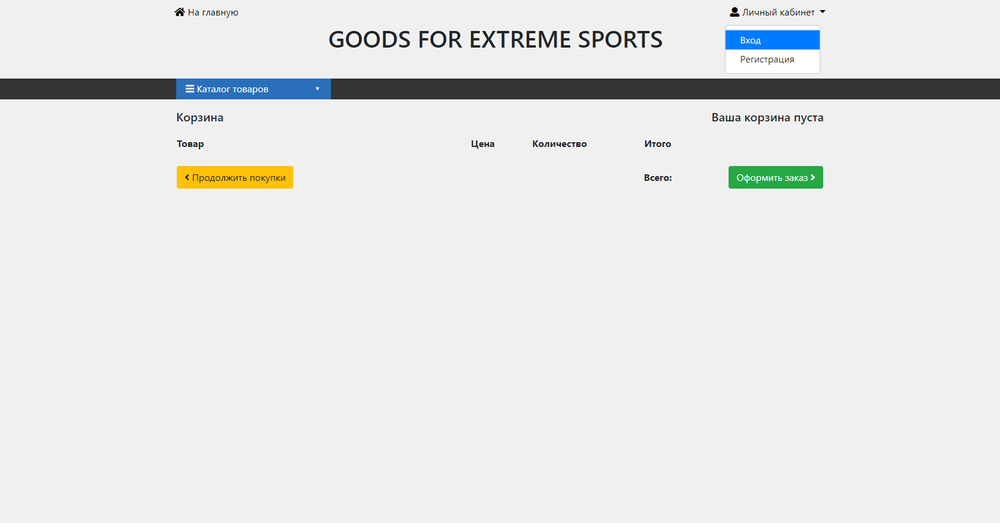 На главную
Личный кабинет
GOODS FOR EXTREME SPORTS
Вход
Регистрация
Каталог товаров
Корзина
Ваша корзина пуста
Товар Цена Количество Итого
Продолжить покупки
Всего:
Оформить заказ